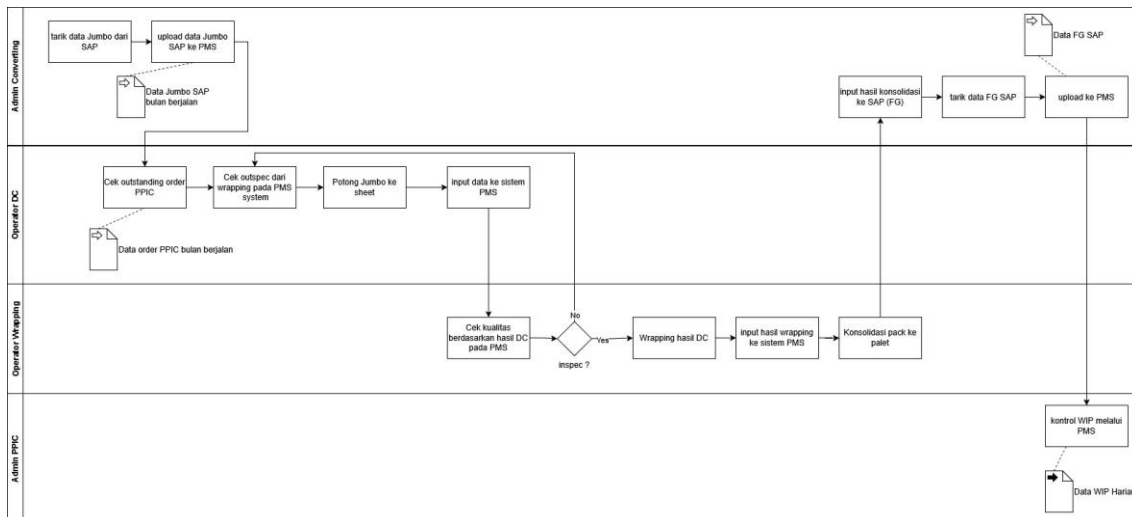 Admin Converting
tarik data Jumbo dari
SAP
upload data Jumbo
SAP ke PMS
Data Jumbo SAP
bulan berjalan
Data FG SAP
input hasil konsolidasi
ke SAP (FG)
tarik data FG SAP
upload ke PMS
Operator DC
Cek outstanding order
PPIC
Cek outspec dari
wrapping pada PMS
system
Potong Jumbo ke
sheet
input data ke sistem
PMS
Data order PPIC bulan berjalan
Operator Wrapping
Cek kualitas
berdasarkan hasil DC
pada PMS
No
Yes
inspec ?
Wrapping hasil DC
input hasil wrapping
ke sistem PMS
Konsolidasi pack ke
palet
Admin PPIC
kontrol WIP melalui
PMS
Data WIP Haria